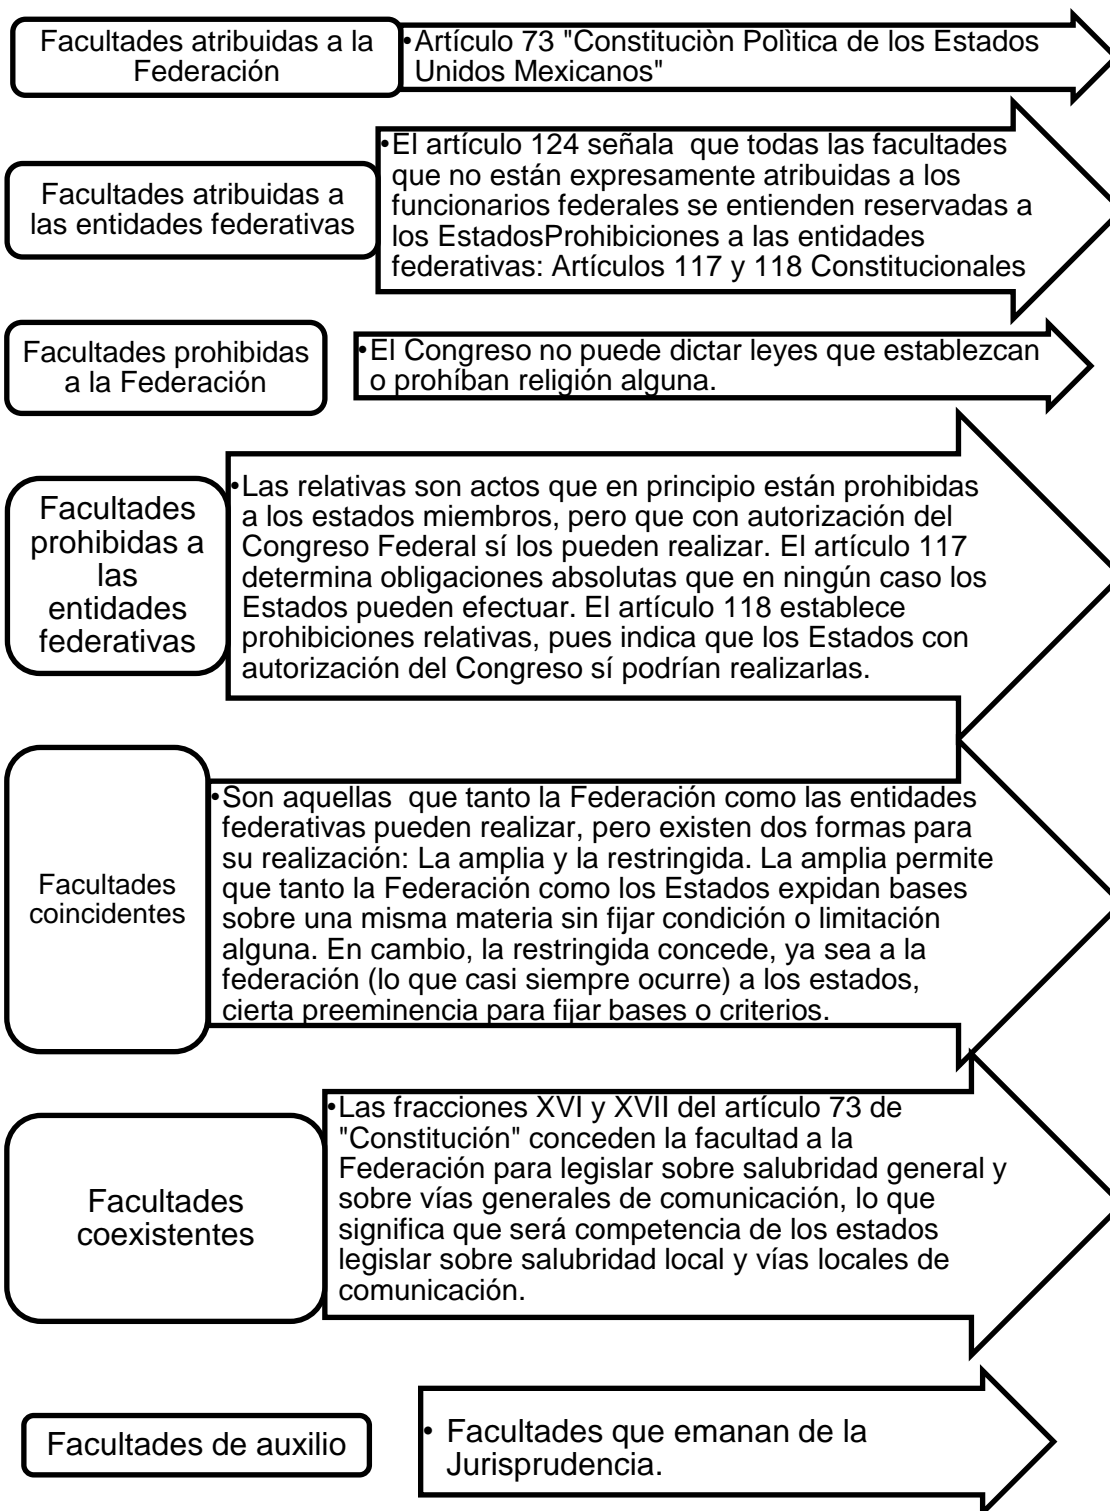 Facultades atribuidas a la
Federación
•Artículo 73 "Constituciòn Polìtica de los Estados
Unidos Mexicanos"
Facultades atribuidas a
las entidades federativas
•El artículo 124 señala  que todas las facultades
que no están expresamente atribuidas a los
funcionarios federales se entienden reservadas a
los EstadosProhibiciones a las entidades
federativas: Artículos 117 y 118 Constitucionales
Facultades prohibidas
a la Federación
•El Congreso no puede dictar leyes que establezcan
o prohíban religión alguna.
Facultades
prohibidas a
las
entidades
federativas
•Las relativas son actos que en principio están prohibidas
a los estados miembros, pero que con autorización del
Congreso Federal sí los pueden realizar. El artículo 117
determina obligaciones absolutas que en ningún caso los
Estados pueden efectuar. El artículo 118 establece
prohibiciones relativas, pues indica que los Estados con
autorización del Congreso sí podrían realizarlas.
Facultades
coincidentes
•Son aquellas  que tanto la Federación como las entidades
federativas pueden realizar, pero existen dos formas para
su realización: La amplia y la restringida. La amplia permite
que tanto la Federación como los Estados expidan bases
sobre una misma materia sin fijar condición o limitación
alguna. En cambio, la restringida concede, ya sea a la
federación (lo que casi siempre ocurre) a los estados,
cierta preeminencia para fijar bases o criterios.
Facultades
coexistentes
•Las fracciones XVI y XVII del artículo 73 de
"Constitución" conceden la facultad a la
Federación para legislar sobre salubridad general y
sobre vías generales de comunicación, lo que
significa que será competencia de los estados
legislar sobre salubridad local y vías locales de
comunicación.
Facultades de auxilio
• Facultades que emanan de la
Jurisprudencia.